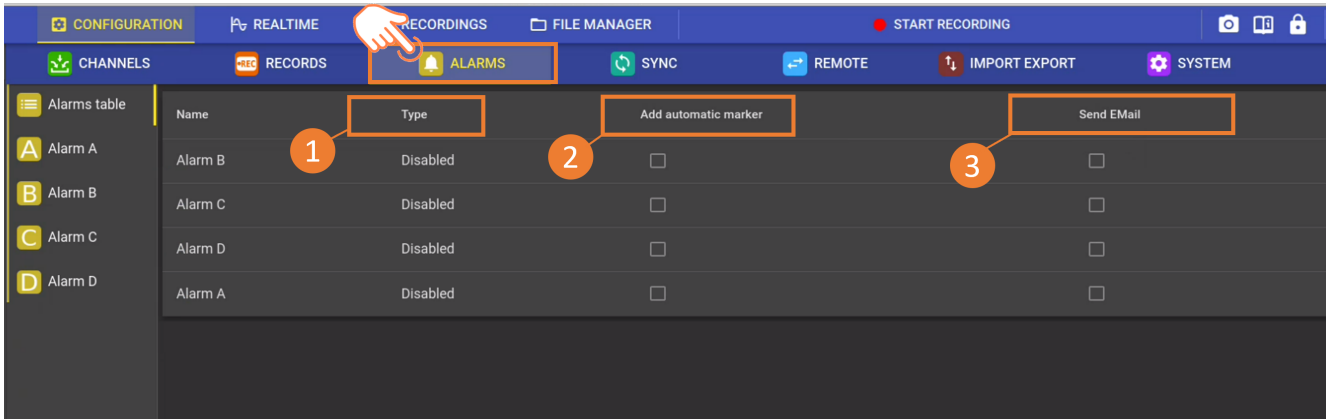 CONFIGURATION REALTIME RECORDINGS FILE MANAGER START RECORDING
CHANNELS REC RECORDS ALARMS SYNC REMOTE IMPORT EXPORT SYSTEM
Alarms table
A Alarm A
B Alarm B
C Alarm C
D Alarm D
Name Type Add automatic marker Send EMail
1 2 3
Alarm B Disabled
Alarm C Disabled
Alarm D Disabled
Alarm A Disabled